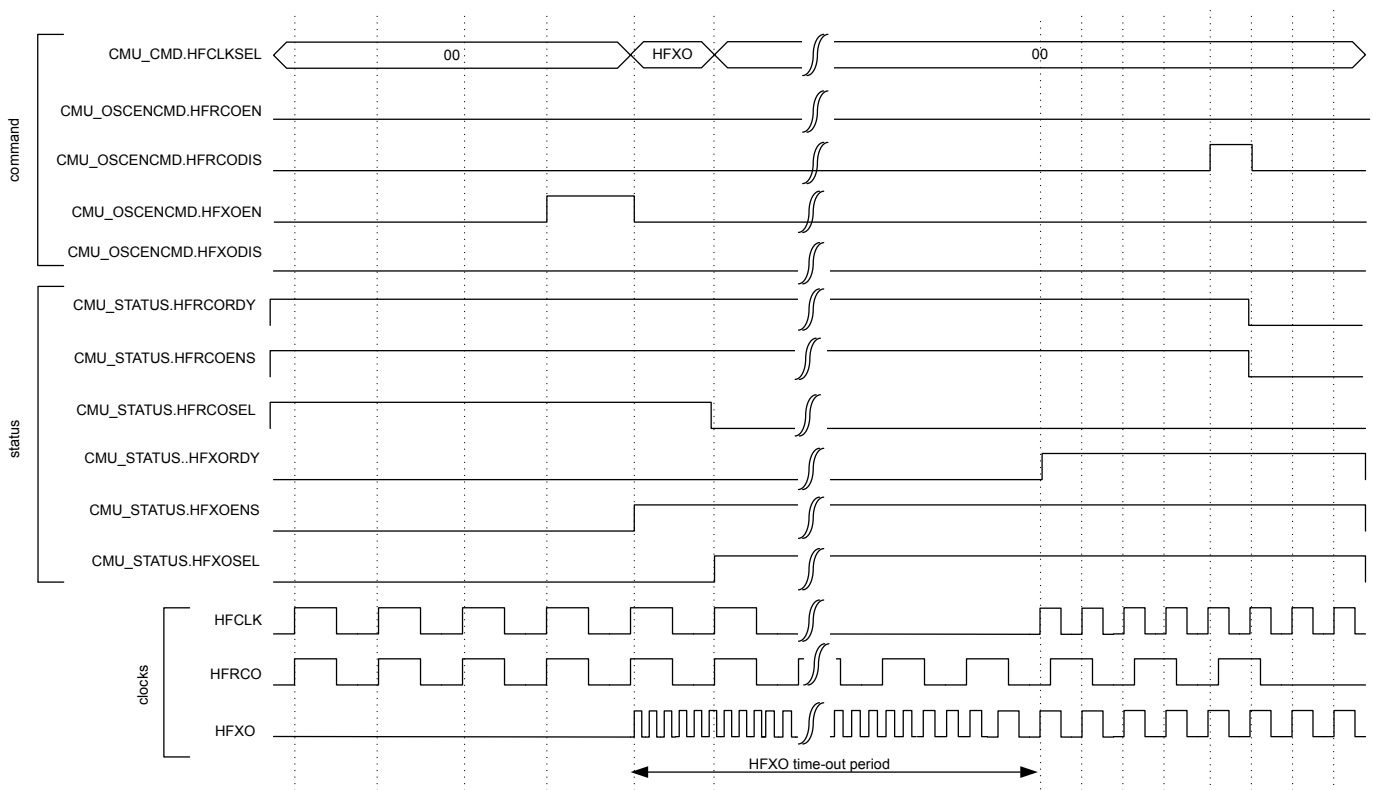 CMU_CMD.HFCLKSEL
00
HFXO
00
CMU_OSCENCMD.HFRCOEN
CMU_OSCENCMD.HFRCODIS
CMU_OSCENCMD.HFXOEN
CMU_OSCENCMD.HFXODIS
command
CMU_STATUS.HFRCORDY
CMU_STATUS.HFRCOENS
CMU_STATUS.HFRCOSEL
CMU_STATUS..HFXORDY
CMU_STATUS.HFXOENS
CMU_STATUS.HFXOSEL
status
HFCLK
HFRCO
HFXO
clocks
HFXO time-out period